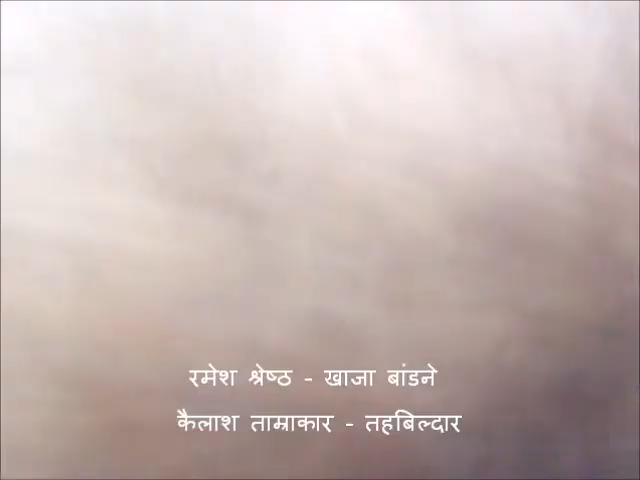 रमेश श्रेष्ठ - खाजा बांडने
कैलाश ताम्राकार - तहबिल्दार